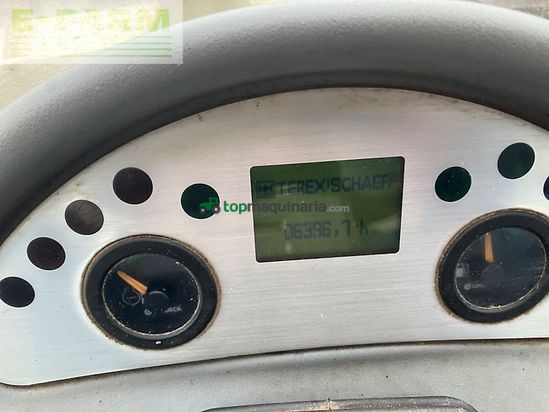 E-FARM
TEREX!SCHAEFF
topmaquinaria.com
06396,1 h